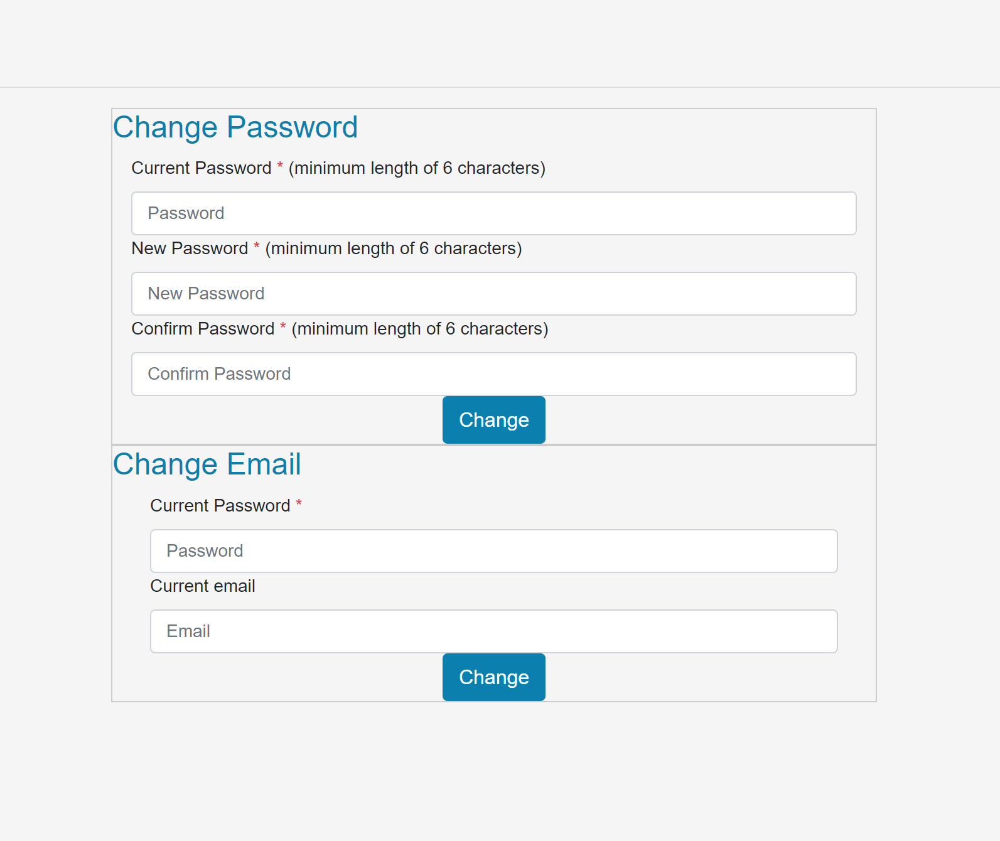 Change Password
Current Password * (minimum length of 6 characters)
Password
New Password * (minimum length of 6 characters)
New Password
Confirm Password * (minimum length of 6 characters)
Confirm Password
Change
Change Email
Current Password *
Password
Current email
Email
Change